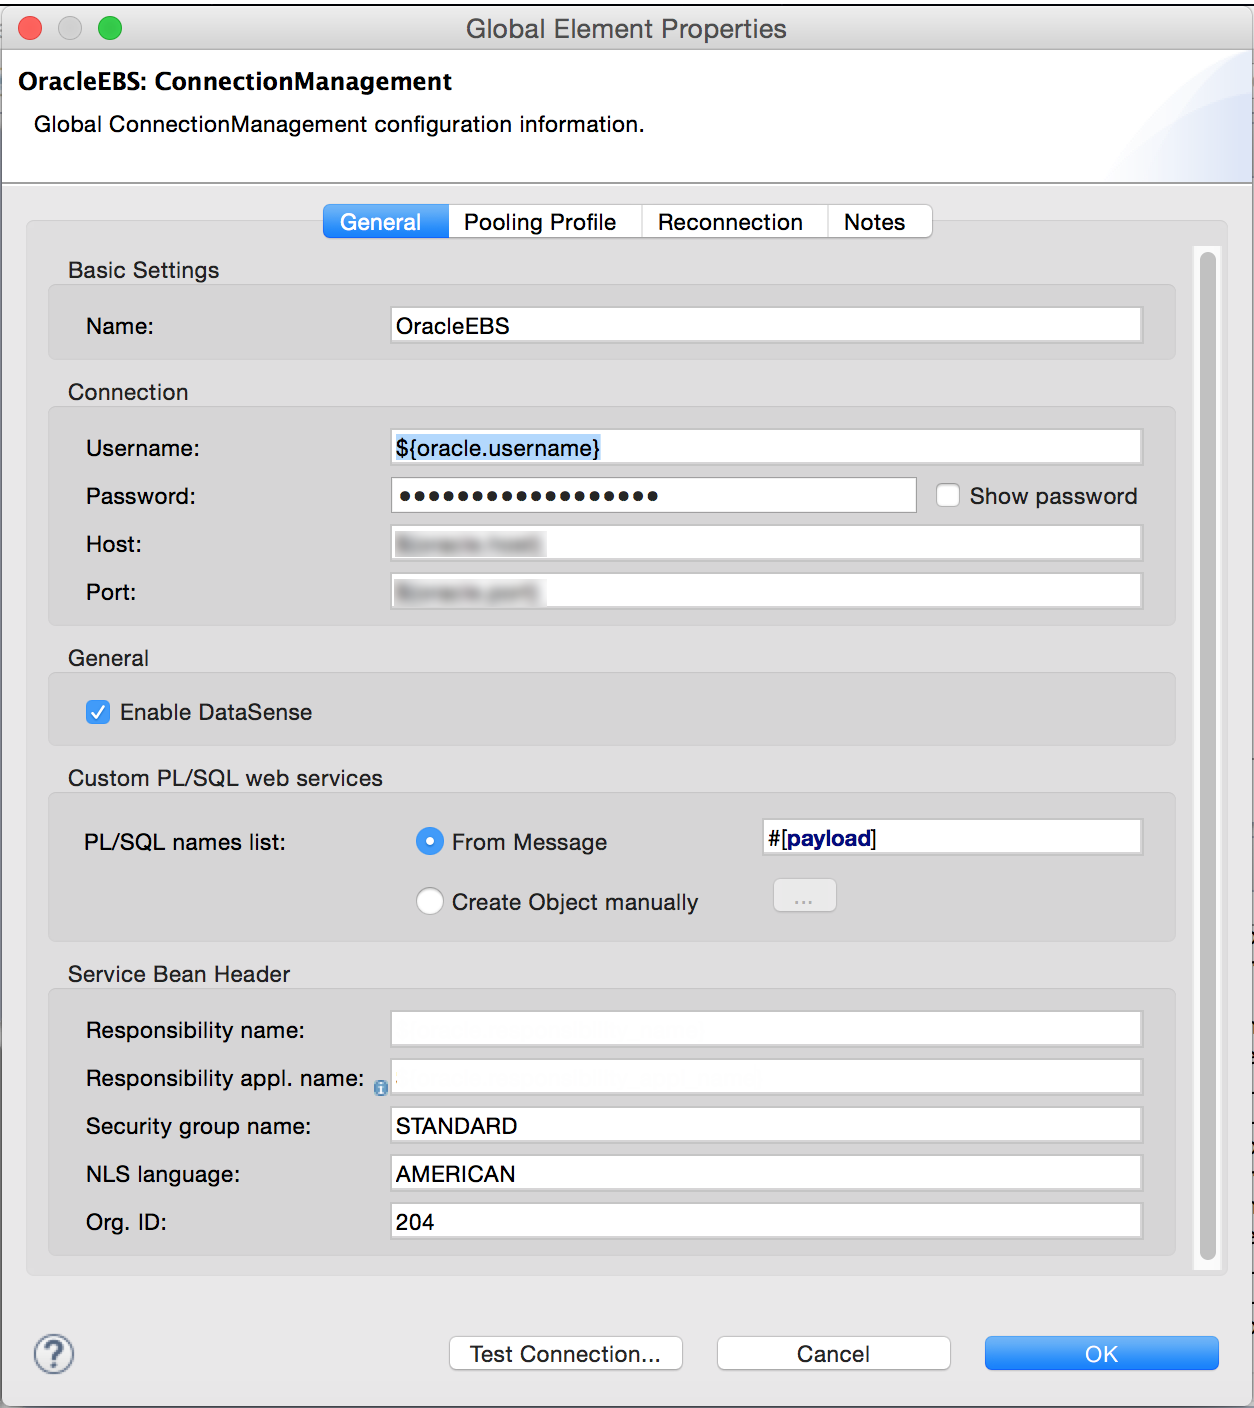 Global Element Properties
OracleEBS: ConnectionManagement
Global ConnectionManagement configuration information.
General Pooling Profile Reconnection Notes
Basic Settings
Name: OracleEBS
Connection
Username: ${oracle.username}
Password: ●●●●●●●●●●●●●●●●●● Show password
Host:
Port:
General
Enable DataSense
Custom PL/SQL web services
PL/SQL names list: From Message #[payload]
Create Object manually ...
Service Bean Header
Responsibility name:
Responsibility appl. name:
Security group name: STANDARD
NLS language: AMERICAN
Org. ID: 204
? Test Connection... Cancel OK